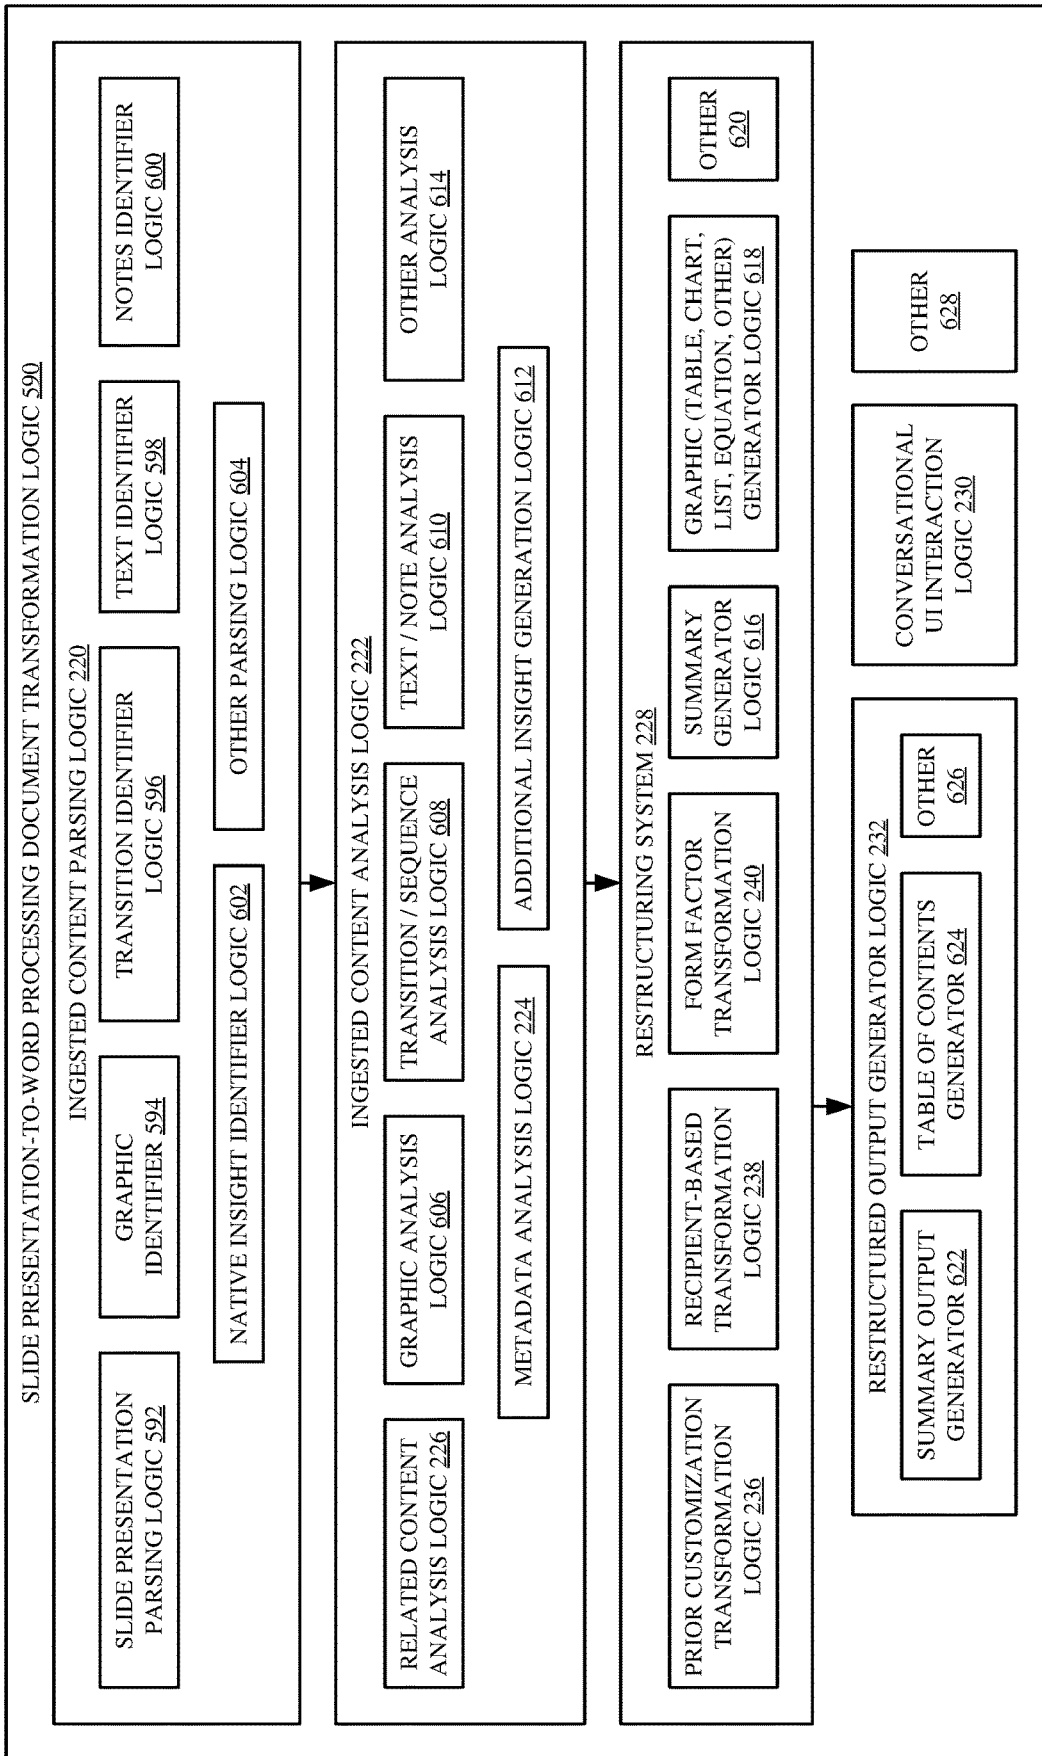 SLIDE PRESENTATION-TO-WORD PROCESSING DOCUMENT TRANSFORMATION LOGIC 590
INGESTED CONTENT PARSING LOGIC 220
SLIDE PRESENTATION
PARSING LOGIC 592
GRAPHIC
IDENTIFIER 594
TRANSITION IDENTIFIER
LOGIC 596
TEXT IDENTIFIER
LOGIC 598
NOTES IDENTIFIER
LOGIC 600
NATIVE INSIGHT IDENTIFIER LOGIC 602
OTHER PARSING LOGIC 604
INGESTED CONTENT ANALYSIS LOGIC 222
RELATED CONTENT
ANALYSIS LOGIC 226
GRAPHIC ANALYSIS
LOGIC 606
TRANSITION / SEQUENCE
ANALYSIS LOGIC 608
TEXT / NOTE ANALYSIS
LOGIC 610
OTHER ANALYSIS
LOGIC 614
METADATA ANALYSIS LOGIC 224
ADDITIONAL INSIGHT GENERATION LOGIC 612
RESTRUCTURING SYSTEM 228
PRIOR CUSTOMIZATION
TRANSFORMATION
LOGIC 236
RECIPIENT-BASED
TRANSFORMATION
LOGIC 238
FORM FACTOR
TRANSFORMATION
LOGIC 240
SUMMARY
GENERATOR
LOGIC 616
GRAPHIC (TABLE, CHART,
LIST, EQUATION, OTHER)
GENERATOR LOGIC 618
OTHER
620
RESTRUCTURED OUTPUT GENERATOR LOGIC 232
SUMMARY OUTPUT
GENERATOR 622
TABLE OF CONTENTS
GENERATOR 624
OTHER
626
CONVERSATIONAL
UI INTERACTION
LOGIC 230
OTHER
628